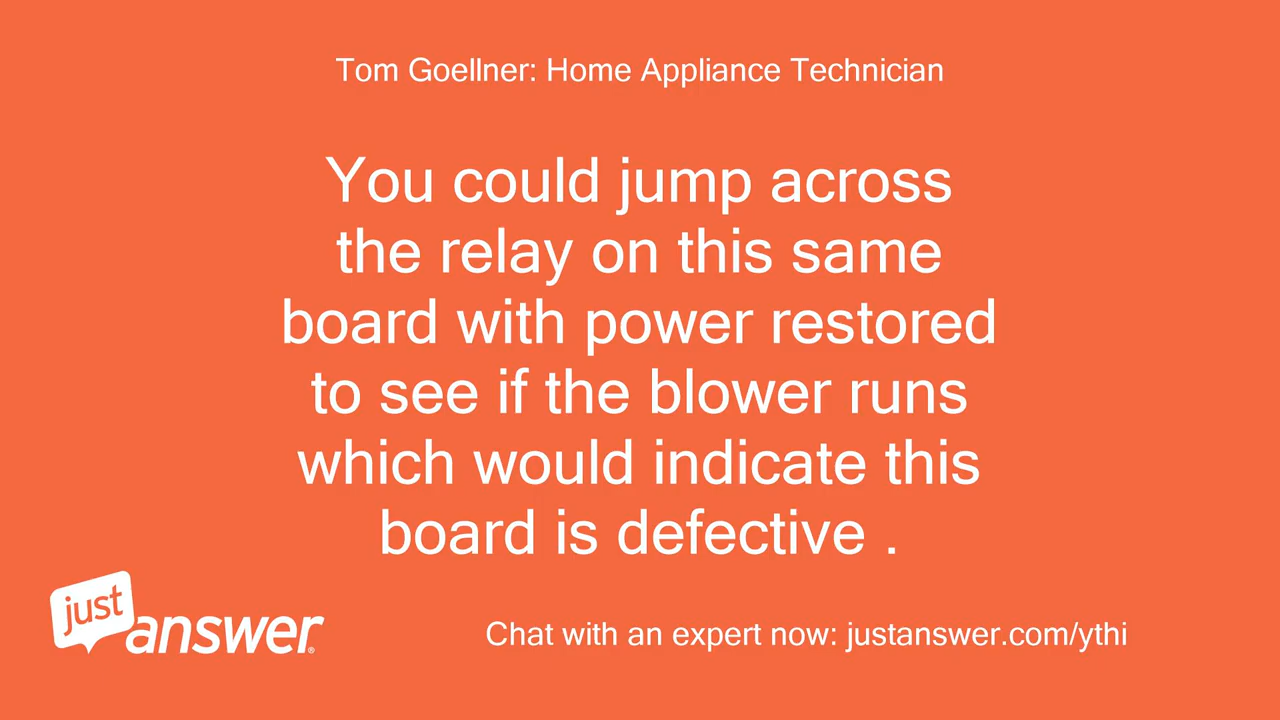 Tom Goellner: Home Appliance Technician
You could jump across
the relay on this same
board with power restored
to see if the blower runs
which would indicate this
board is defective .
just
answer®
Chat with an expert now: justanswer.com/ythi